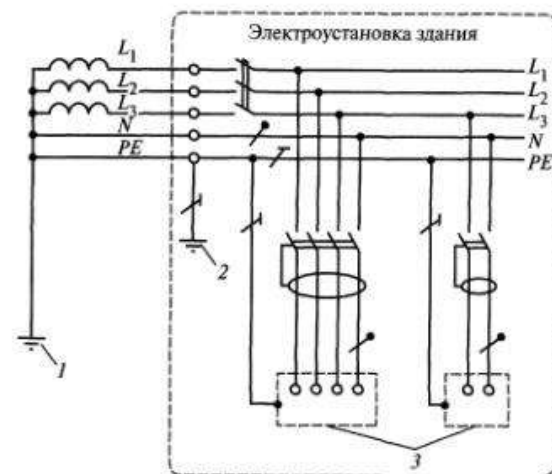 Электроустановка здания
L1 L1
L2 L2
L3 L3
N N
PE PE
2
1
3